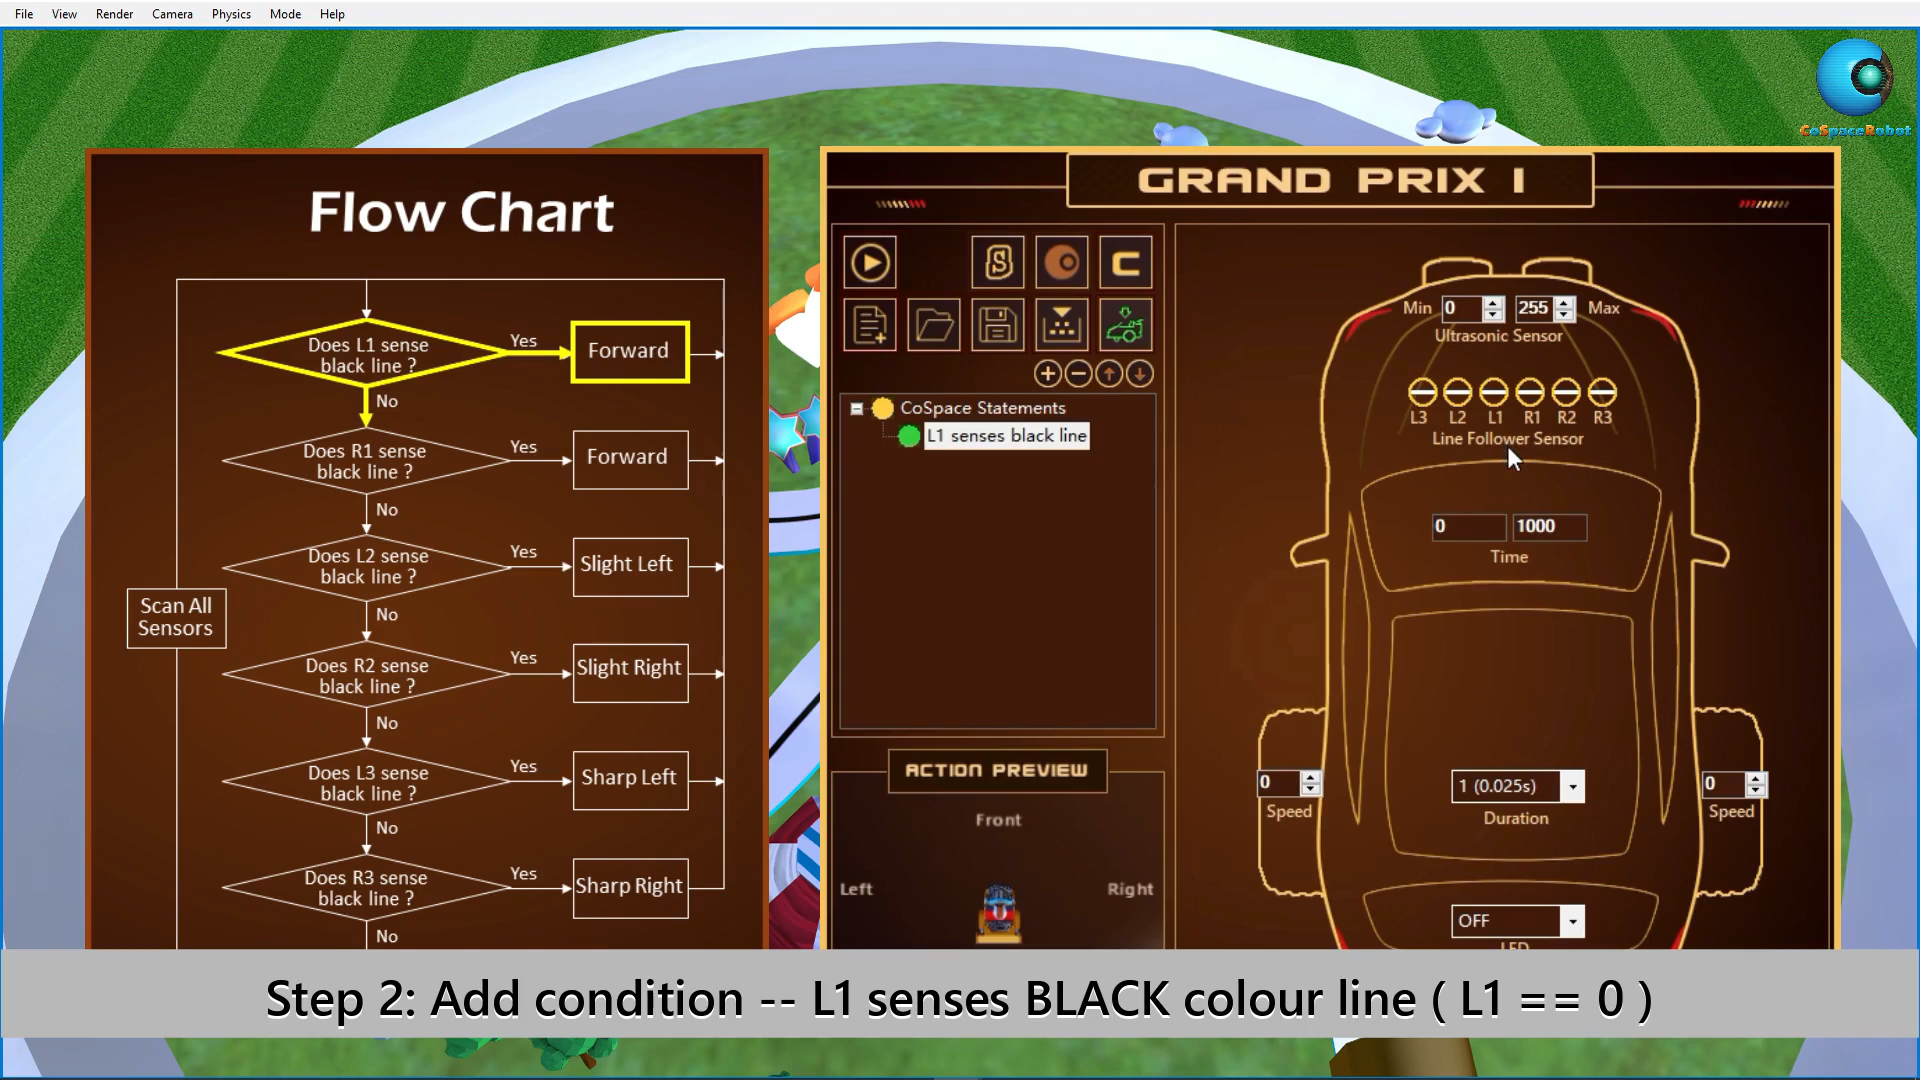 File View Render Camera Physics Mode Help
CoSpaceRobot
Flow Chart
Does L1 sense
black line ?
Yes
Forward
No
Does R1 sense
black line ?
Yes
Forward
No
Does L2 sense
black line ?
Yes
Slight Left
No
Scan All
Sensors
Does R2 sense
black line ?
Yes
Slight Right
No
Does L3 sense
black line ?
Yes
Sharp Left
No
Does R3 sense
black line ?
Yes
Sharp Right
No
GRAND PRIX I
S
C
CoSpace Statements
L1 senses black line
ACTION PREVIEW
Front
Left
Right
Min 0 255 Max
Ultrasonic Sensor
L3 L2 L1 R1 R2 R3
Line Follower Sensor
0 1000
Time
0
Speed
1 (0.025s)
Duration
0
Speed
OFF
LED
Step 2: Add condition -- L1 senses BLACK colour line ( L1 == 0 )